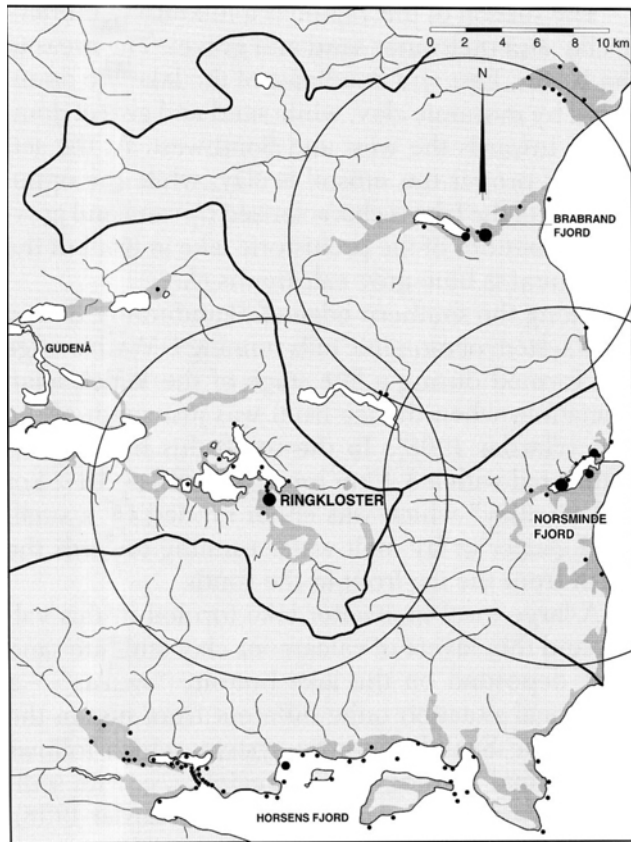 0 2 4 6 8 10 km
N
BRABRAND
FJORD
GUDENÅ
RINGKLOSTER
NORSMINDE
FJORD
HORSENS FJORD